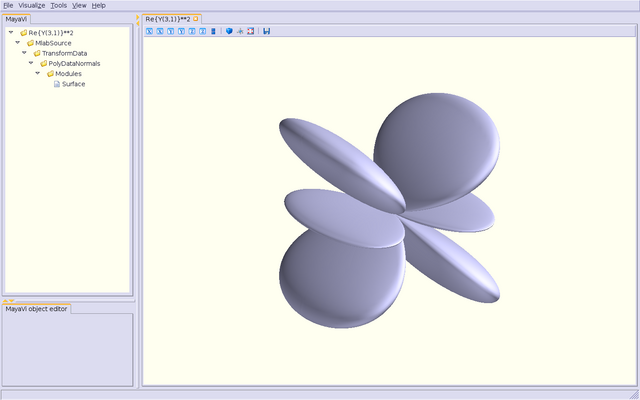 File Visualize Tools View Help
MayaVi
Re{Y(3,1)}**2
MlabSource
TransformData
PolyDataNormals
Modules
Surface
Re{Y(3,1)}**2
MayaVi object editor